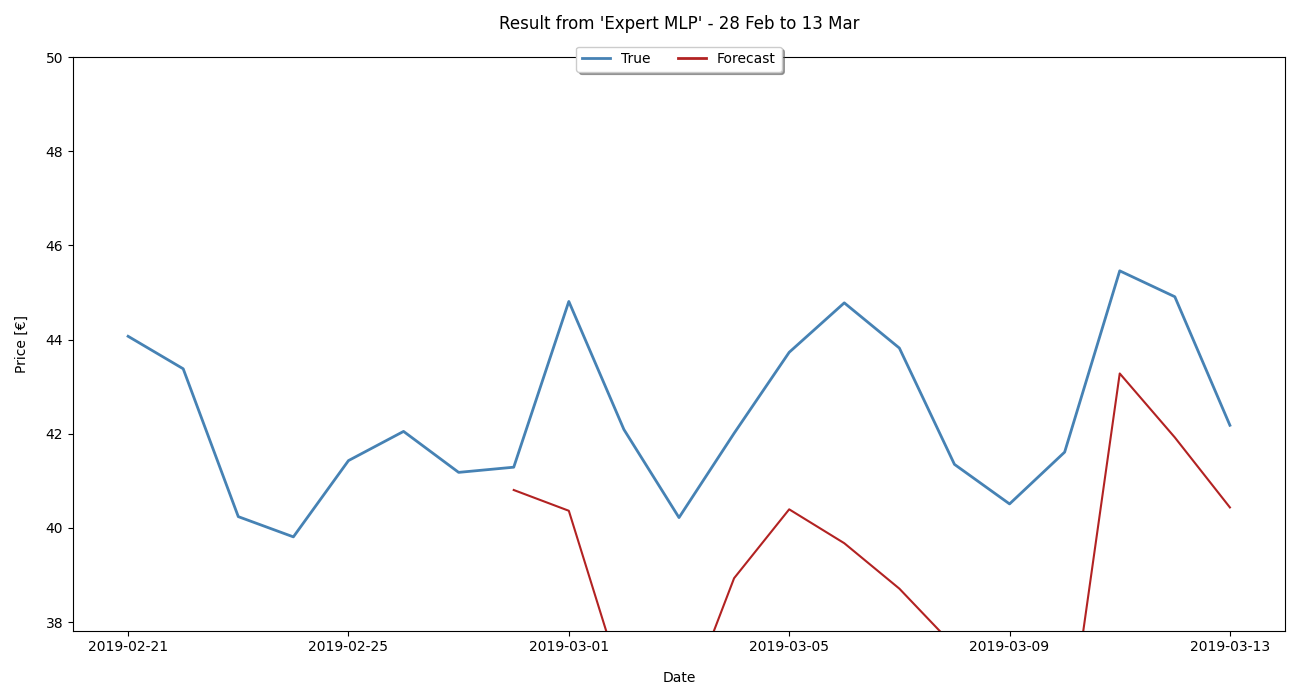 Result from 'Expert MLP' - 28 Feb to 13 Mar
True Forecast
50
48
46
44
42
40
38
Price [€]
2019-02-21 2019-02-25 2019-03-01 2019-03-05 2019-03-09 2019-03-13
Date